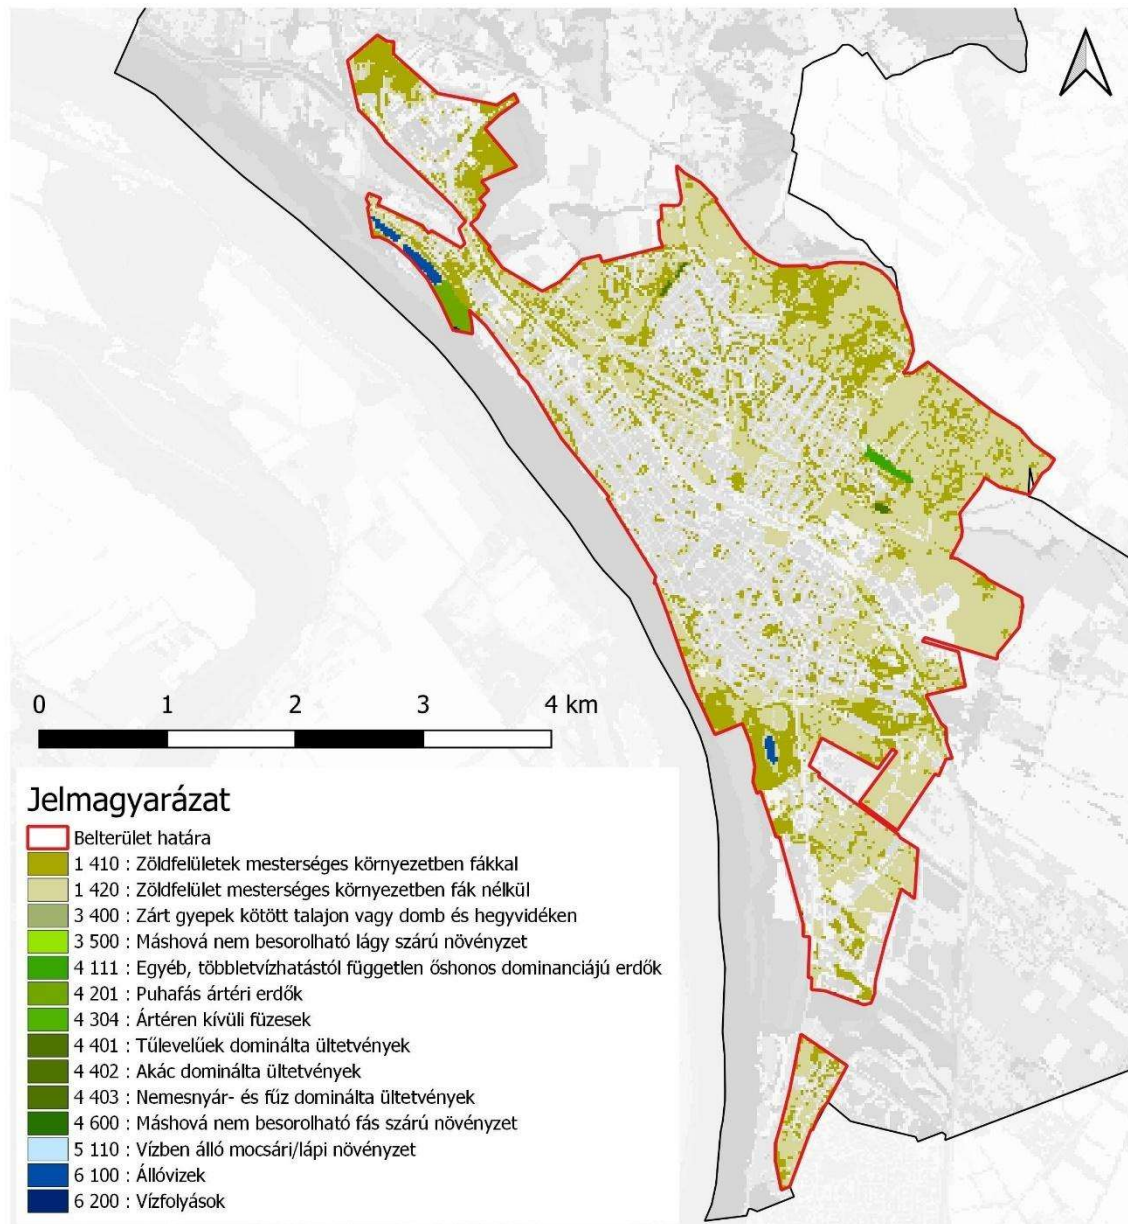 0 1 2 3 4 km
Jelmagyarázat
Belterület határa
1 410 : Zöldfelületek mesterséges környezetben fákkal
1 420 : Zöldfelület mesterséges környezetben fák nélkül
3 400 : Zárt gyepek kötött talajon vagy domb és hegyvidéken
3 500 : Máshová nem besorolható lágy szárú növényzet
4 111 : Egyéb, többletvízhatástól független őshonos dominanciájú erdők
4 201 : Puhafás ártéri erdők
4 304 : Ártéren kívüli füzesek
4 401 : Tűlevelűek dominálta ültetvények
4 402 : Akác dominálta ültetvények
4 403 : Nemesnyár- és fűz dominálta ültetvények
4 600 : Máshová nem besorolható fás szárú növényzet
5 110 : Vízben álló mocsári/lápi növényzet
6 100 : Állóvizek
6 200 : Vízfolyások